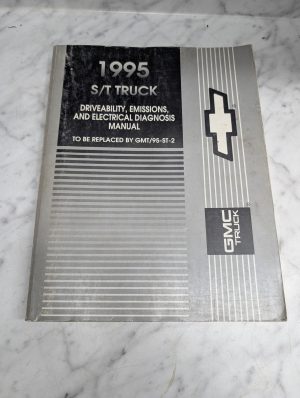 1995
S/T TRUCK
DRIVEABILITY, EMISSIONS,
AND ELECTRICAL DIAGNOSIS
MANUAL
TO BE REPLACED BY GMT/95-ST-2
GMC
TRUCK